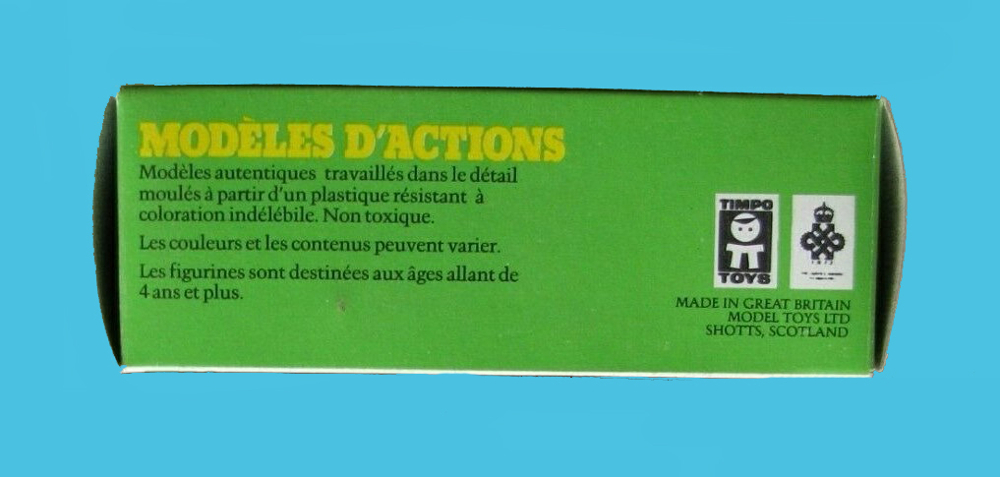 MODÈLES D'ACTIONS
Modèles autentiques travaillés dans le détail
moulés à partir d'un plastique résistant à
coloration indélébile. Non toxique.
Les couleurs et les contenus peuvent varier.
Les figurines sont destinées aux âges allant de
4 ans et plus.
TIMPO
TOYS
MADE IN GREAT BRITAIN
MODEL TOYS LTD
SHOTTS, SCOTLAND